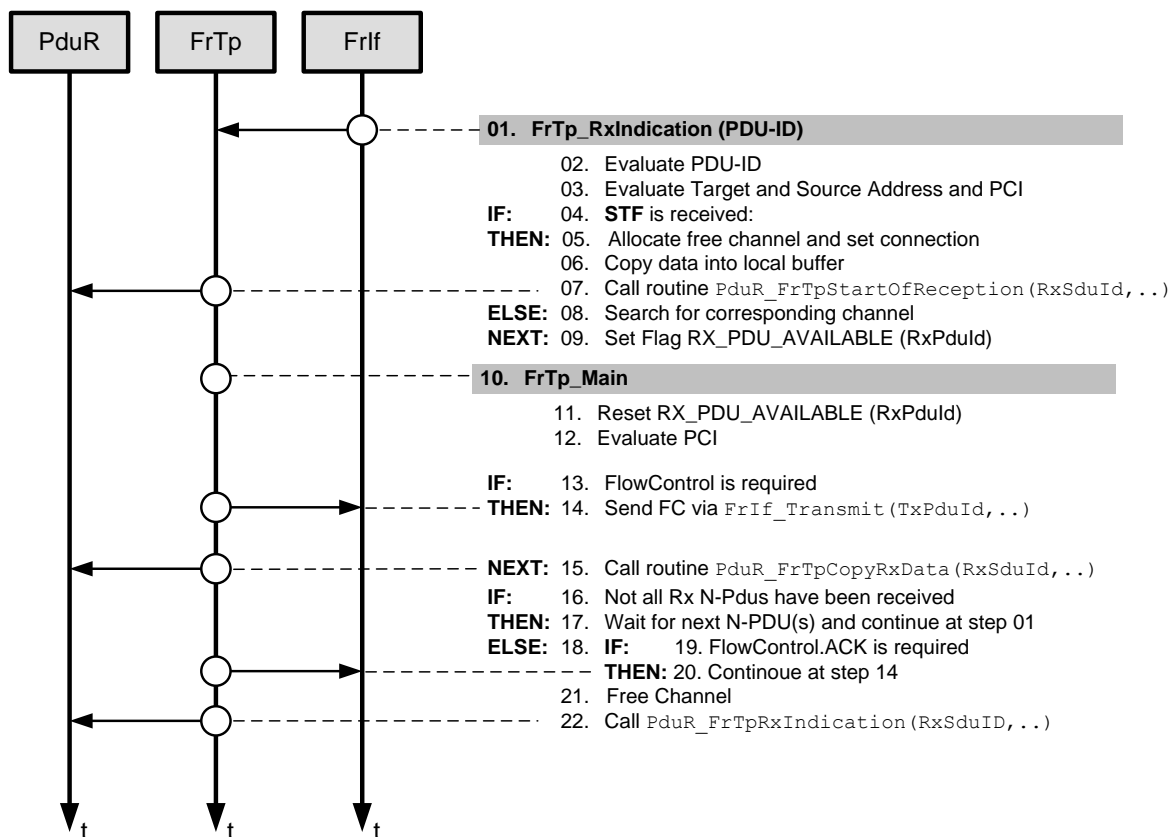 PduR FrTp FrIf
01. FrTp_RxIndication (PDU-ID)
02. Evaluate PDU-ID
03. Evaluate Target and Source Address and PCI
IF: 04. STF is received:
THEN: 05. Allocate free channel and set connection
06. Copy data into local buffer
07. Call routine PduR_FrTpStartOfReception(RxSduId,..)
ELSE: 08. Search for corresponding channel
NEXT: 09. Set Flag RX_PDU_AVAILABLE (RxPduId)
10. FrTp_Main
11. Reset RX_PDU_AVAILABLE (RxPduId)
12. Evaluate PCI
IF: 13. FlowControl is required
THEN: 14. Send FC via FrIf_Transmit(TxPduId,..)
NEXT: 15. Call routine PduR_FrTpCopyRxData(RxSduId,..)
IF: 16. Not all Rx N-Pdus have been received
THEN: 17. Wait for next N-PDU(s) and continue at step 01
ELSE: 18. IF: 19. FlowControl.ACK is required
THEN: 20. Continoue at step 14
21. Free Channel
22. Call PduR_FrTpRxIndication(RxSduID,..)
t t t